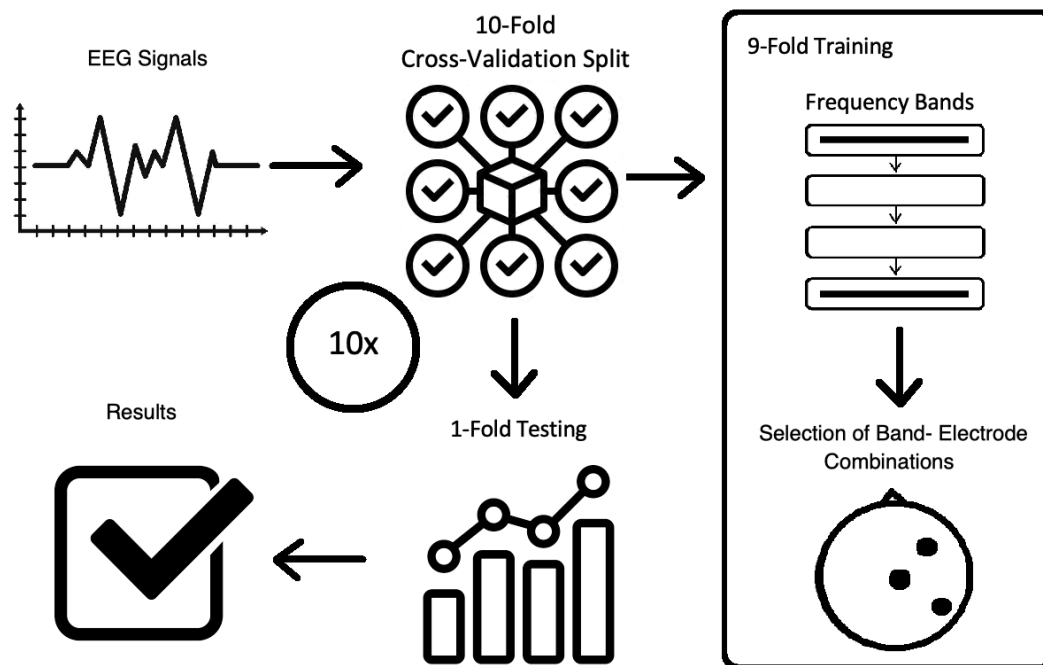 EEG Signals
10-Fold
Cross-Validation Split
9-Fold Training
Frequency Bands
10x
Results
1-Fold Testing
Selection of Band- Electrode
Combinations